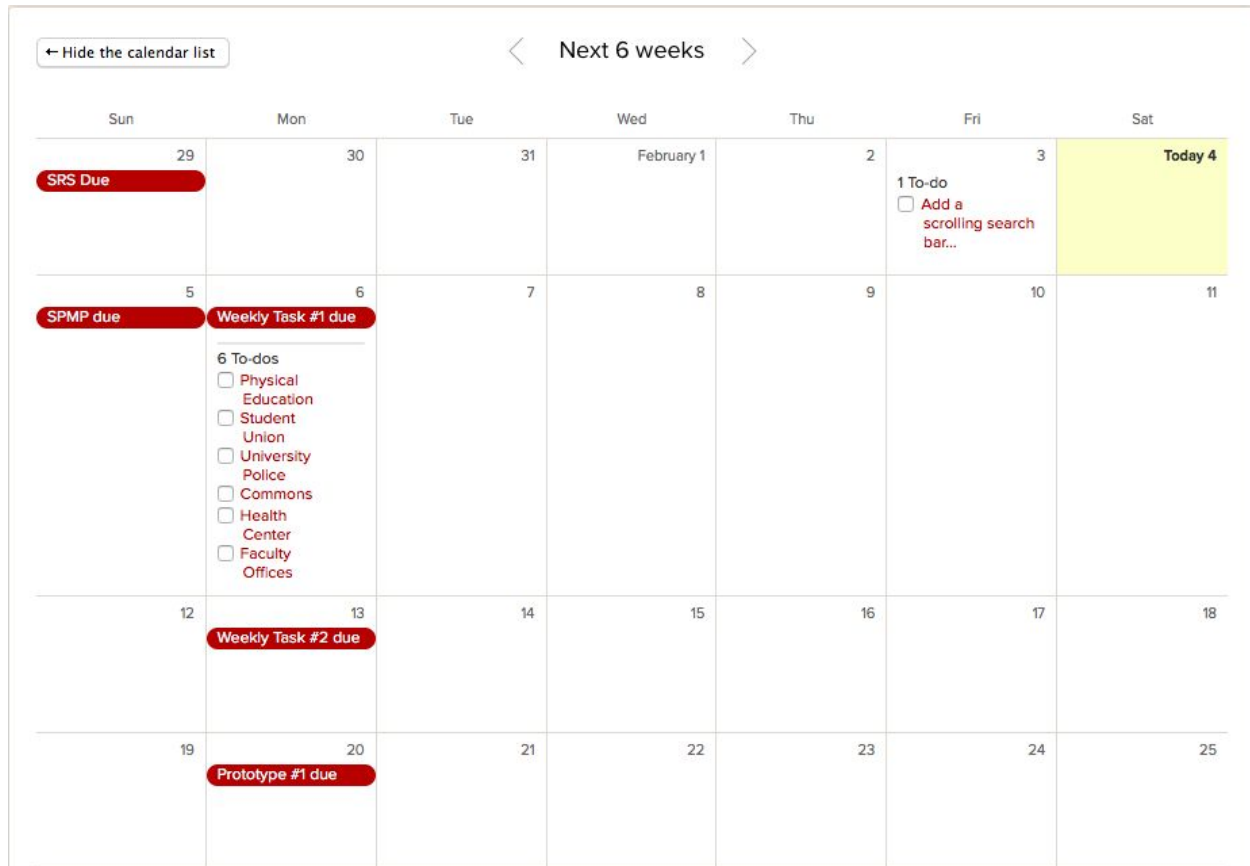 ← Hide the calendar list
Next 6 weeks
Sun Mon Tue Wed Thu Fri Sat
29 30 31 February 1 2 3 Today 4
SRS Due
1 To-do
Add a
scrolling search
bar...
5 6 7 8 9 10 11
SPMP due Weekly Task #1 due
6 To-dos
Physical
Education
Student
Union
University
Police
Commons
Health
Center
Faculty
Offices
12 13 14 15 16 17 18
Weekly Task #2 due
19 20 21 22 23 24 25
Prototype #1 due